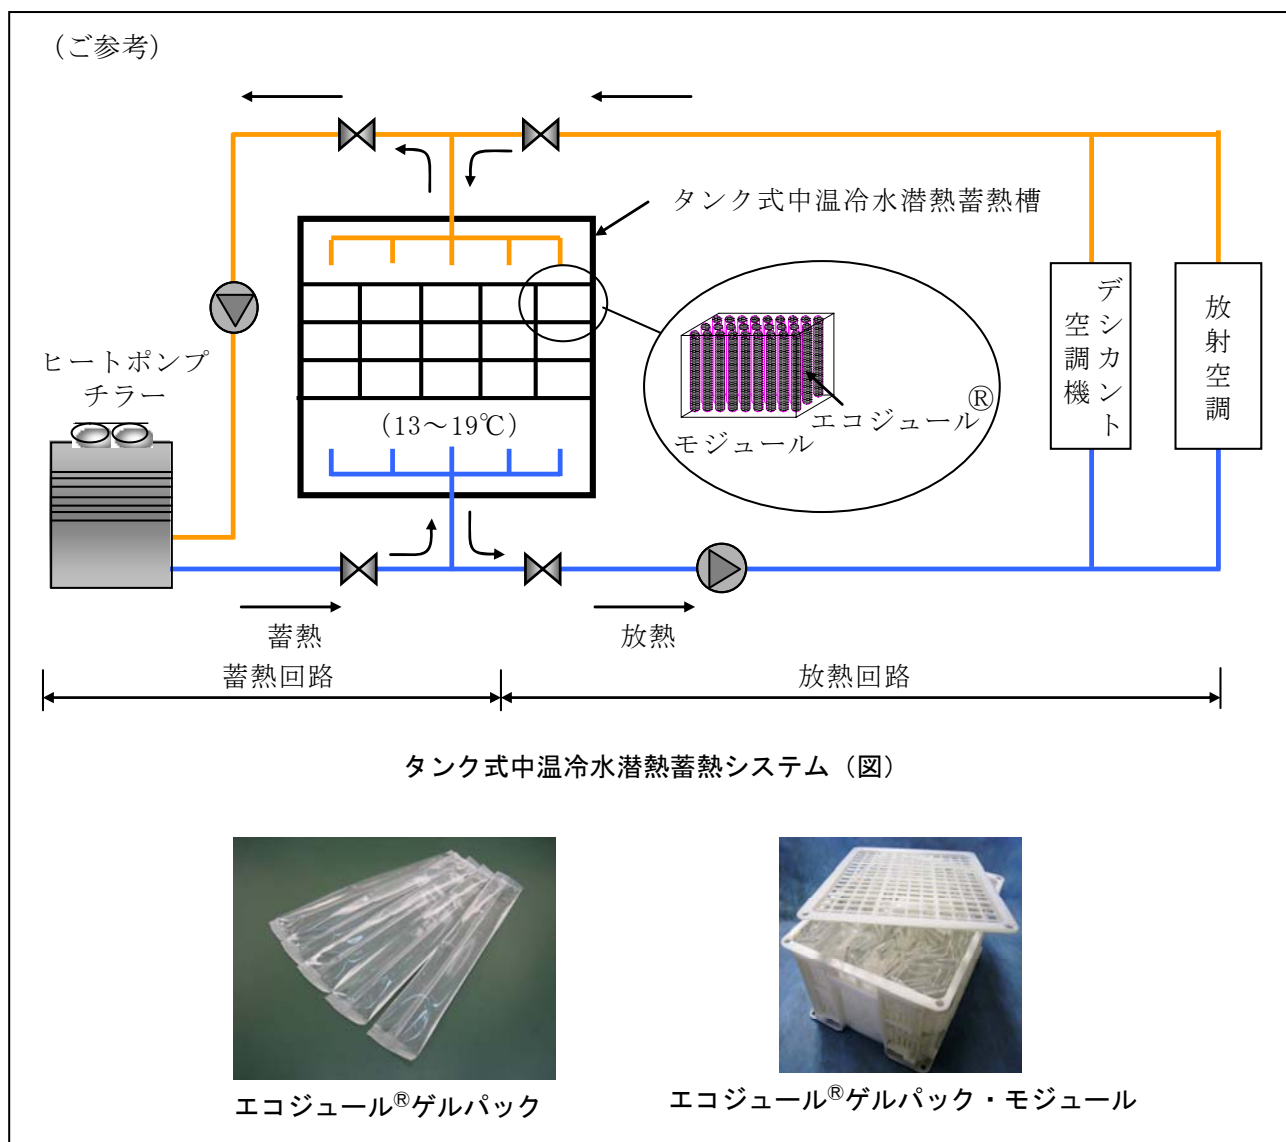 （ご参考）
タンク式中温冷水潜熱蓄熱槽
ヒートポンプ
チラー
（13～19℃）
エコジュール®
モジュール
デシカント
空調機
放射空調
蓄熱
放熱
蓄熱回路
放熱回路
タンク式中温冷水潜熱蓄熱システム（図）
エコジュール®ゲルパック
エコジュール®ゲルパック・モジュール